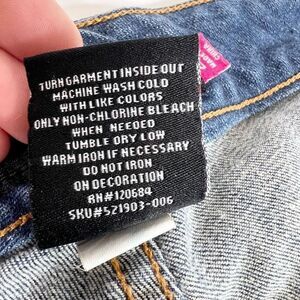 TURN GARMENT INSIDE OUT
MACHINE WASH COLD
WITH LIKE COLORS
ONLY NON-CHLORINE BLEACH
WHEN NEEDED
TUMBLE DRY LOW
WARM IRON IF NECESSARY
DO NOT IRON
ON DECORATION
RN#120684
SKU#521903-006